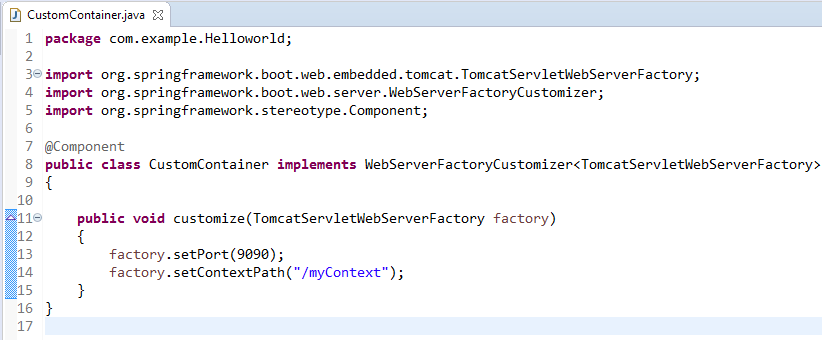 CustomContainer.java
1 package com.example.Helloworld;
2
3 import org.springframework.boot.web.embedded.tomcat.TomcatServletWebServerFactory;
4 import org.springframework.boot.web.server.WebServerFactoryCustomizer;
5 import org.springframework.stereotype.Component;
6
7 @Component
8 public class CustomContainer implements WebServerFactoryCustomizer<TomcatServletWebServerFactory>
9 {
10
11     public void customize(TomcatServletWebServerFactory factory)
12     {
13         factory.setPort(9090);
14         factory.setContextPath("/myContext");
15     }
16 }
17